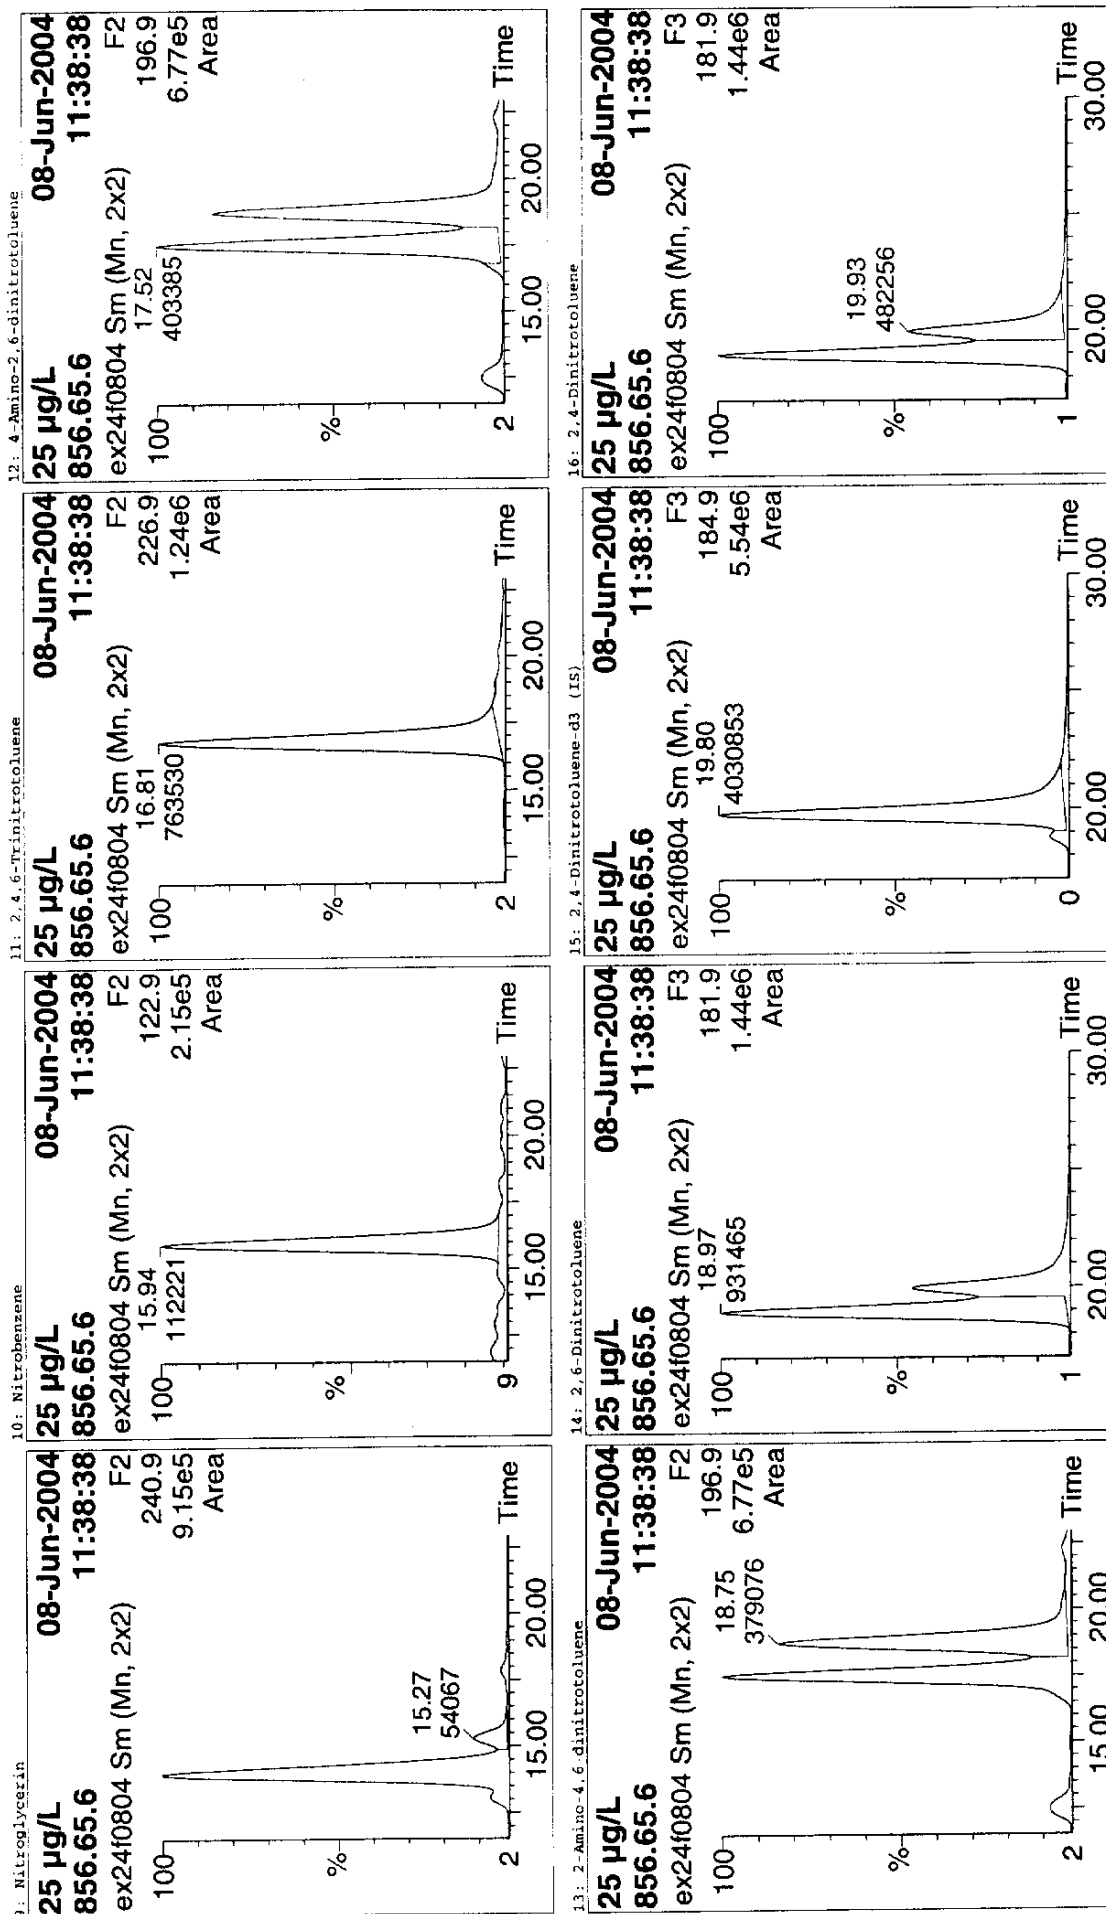 9: Nitroglycerin
25 µg/L 08-Jun-2004
856.65.6 11:38:38
ex24f0804 Sm (Mn, 2x2) F2
240.9
9.15e5
Area
100
%
2
15.27
54067
15.00 20.00 Time
10: Nitrobenzene
25 µg/L 08-Jun-2004
856.65.6 11:38:38
ex24f0804 Sm (Mn, 2x2) F2
122.9
2.15e5
Area
15.94
112221
100
%
9
15.00 20.00 Time
11: 2,4,6-Trinitrotoluene
25 µg/L 08-Jun-2004
856.65.6 11:38:38
ex24f0804 Sm (Mn, 2x2) F2
226.9
1.24e6
Area
16.81
763530
100
%
2
15.00 20.00 Time
12: 4-Amino-2,6-dinitrotoluene
25 µg/L 08-Jun-2004
856.65.6 11:38:38
ex24f0804 Sm (Mn, 2x2) F2
196.9
6.77e5
Area
17.52
403385
100
%
2
15.00 20.00 Time
13: 2-Amino-4,6-dinitrotoluene
25 µg/L 08-Jun-2004
856.65.6 11:38:38
ex24f0804 Sm (Mn, 2x2) F2
196.9
6.77e5
Area
18.75
379076
100
%
2
15.00 20.00 Time
14: 2,6-Dinitrotoluene
25 µg/L 08-Jun-2004
856.65.6 11:38:38
ex24f0804 Sm (Mn, 2x2) F3
181.9
1.44e6
Area
18.97
931465
100
%
1
20.00 30.00 Time
15: 2,4-Dinitrotoluene-d3 (IS)
25 µg/L 08-Jun-2004
856.65.6 11:38:38
ex24f0804 Sm (Mn, 2x2) F3
184.9
5.54e6
Area
19.80
4030853
100
%
0
20.00 30.00 Time
16: 2,4-Dinitrotoluene
25 µg/L 08-Jun-2004
856.65.6 11:38:38
ex24f0804 Sm (Mn, 2x2) F3
181.9
1.44e6
Area
19.93
482256
100
%
1
20.00 30.00 Time